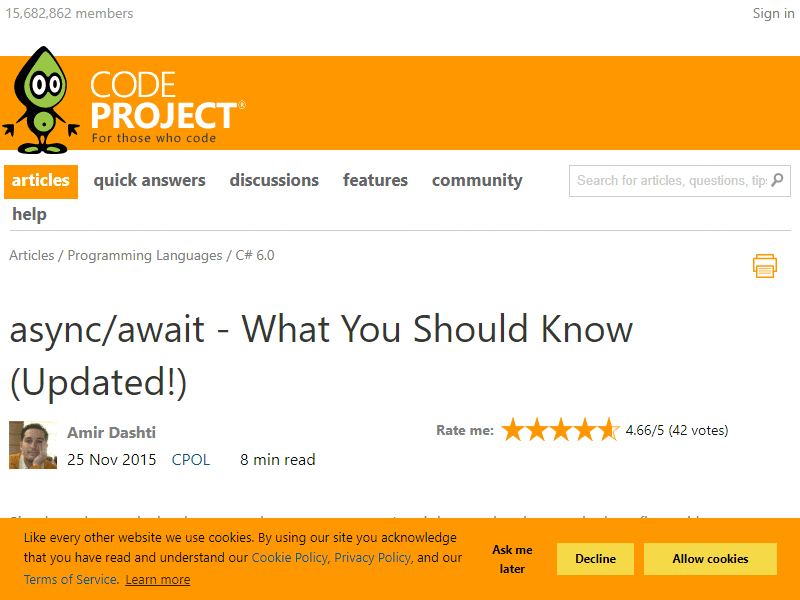 15,682,862 members
Sign in
CODE
PROJECT®
For those who code
articles quick answers discussions features community
Search for articles, questions, tips
help
Articles / Programming Languages / C# 6.0
async/await - What You Should Know
(Updated!)
Amir Dashti
Rate me: 4.66/5 (42 votes)
25 Nov 2015 CPOL 8 min read
Like every other website we use cookies. By using our site you acknowledge
that you have read and understand our Cookie Policy, Privacy Policy, and our
Terms of Service. Learn more
Ask me
later
Decline
Allow cookies